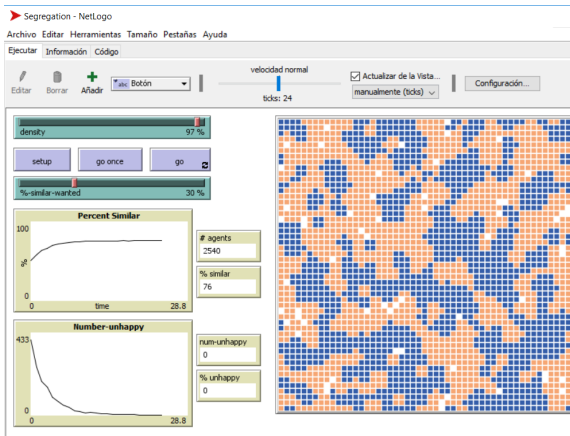 Segregation - NetLogo
Archivo Editar Herramientas Tamaño Pestañas Ayuda
Ejecutar Información Código
Editar Borrar Añadir abc Botón
velocidad normal
ticks: 24
Actualizar de la Vista...
manualmente (ticks)
Configuración...
density 97 %
setup go once go
%-similar-wanted 30 %
Percent Similar
100
%
0
0 time 28.8
# agents
2540
% similar
76
Number-unhappy
433
0
0 28.8
num-unhappy
0
% unhappy
0